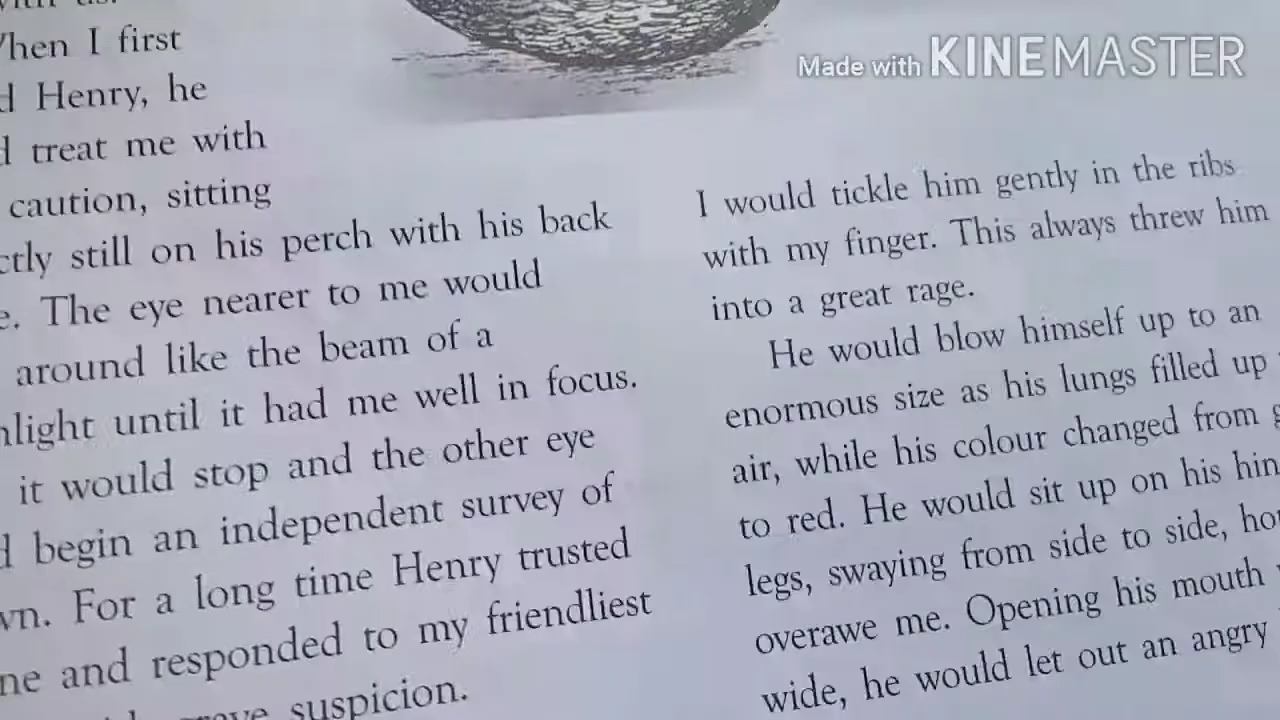 Made with KINEMASTER
When I first
Henry, he
treat me with
caution, sitting
still on his perch with his back
The eye nearer to me would
around like the beam of a
until it had me well in focus.
it would stop and the other eye
begin an independent survey of
For a long time Henry trusted
and responded to my friendliest
suspicion.
I would tickle him gently in the ribs
with my finger. This always threw him
into a great rage.
He would blow himself up to an
enormous size as his lungs filled up
air, while his colour changed from
to red. He would sit up on his
legs, swaying from side to side,
overawe me. Opening his mouth
wide, he would let out an angry